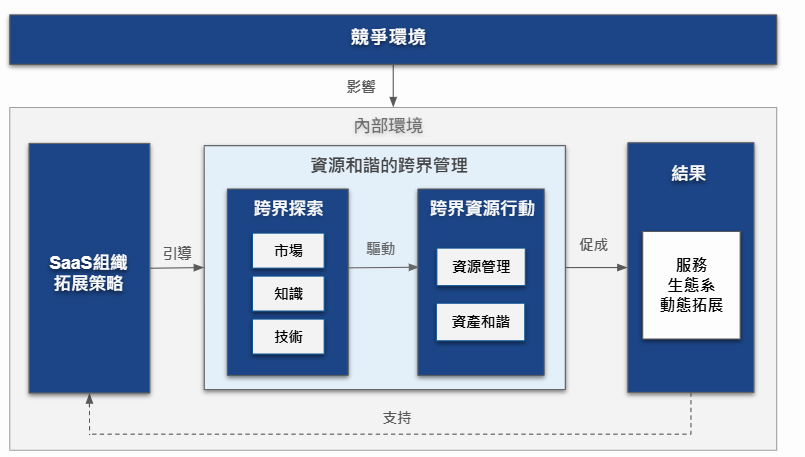 競爭環境
影響
內部環境
資源和諧的跨界管理
SaaS組織
拓展策略
引導
跨界探索
市場
知識
技術
驅動
跨界資源行動
資源管理
資產和諧
促成
結果
服務
生態系
動態拓展
支持